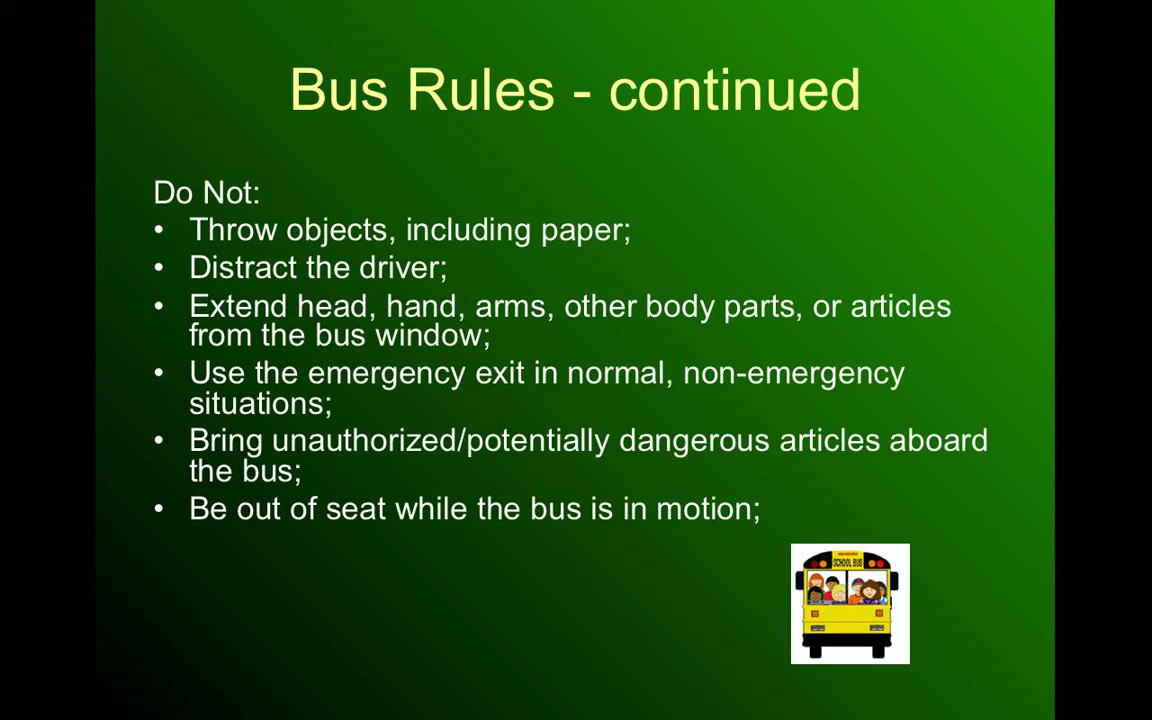 Bus Rules - continued
Do Not:
• Throw objects, including paper;
• Distract the driver;
• Extend head, hand, arms, other body parts, or articles
from the bus window;
• Use the emergency exit in normal, non-emergency
situations;
• Bring unauthorized/potentially dangerous articles aboard
the bus;
• Be out of seat while the bus is in motion;
SCHOOL BUS